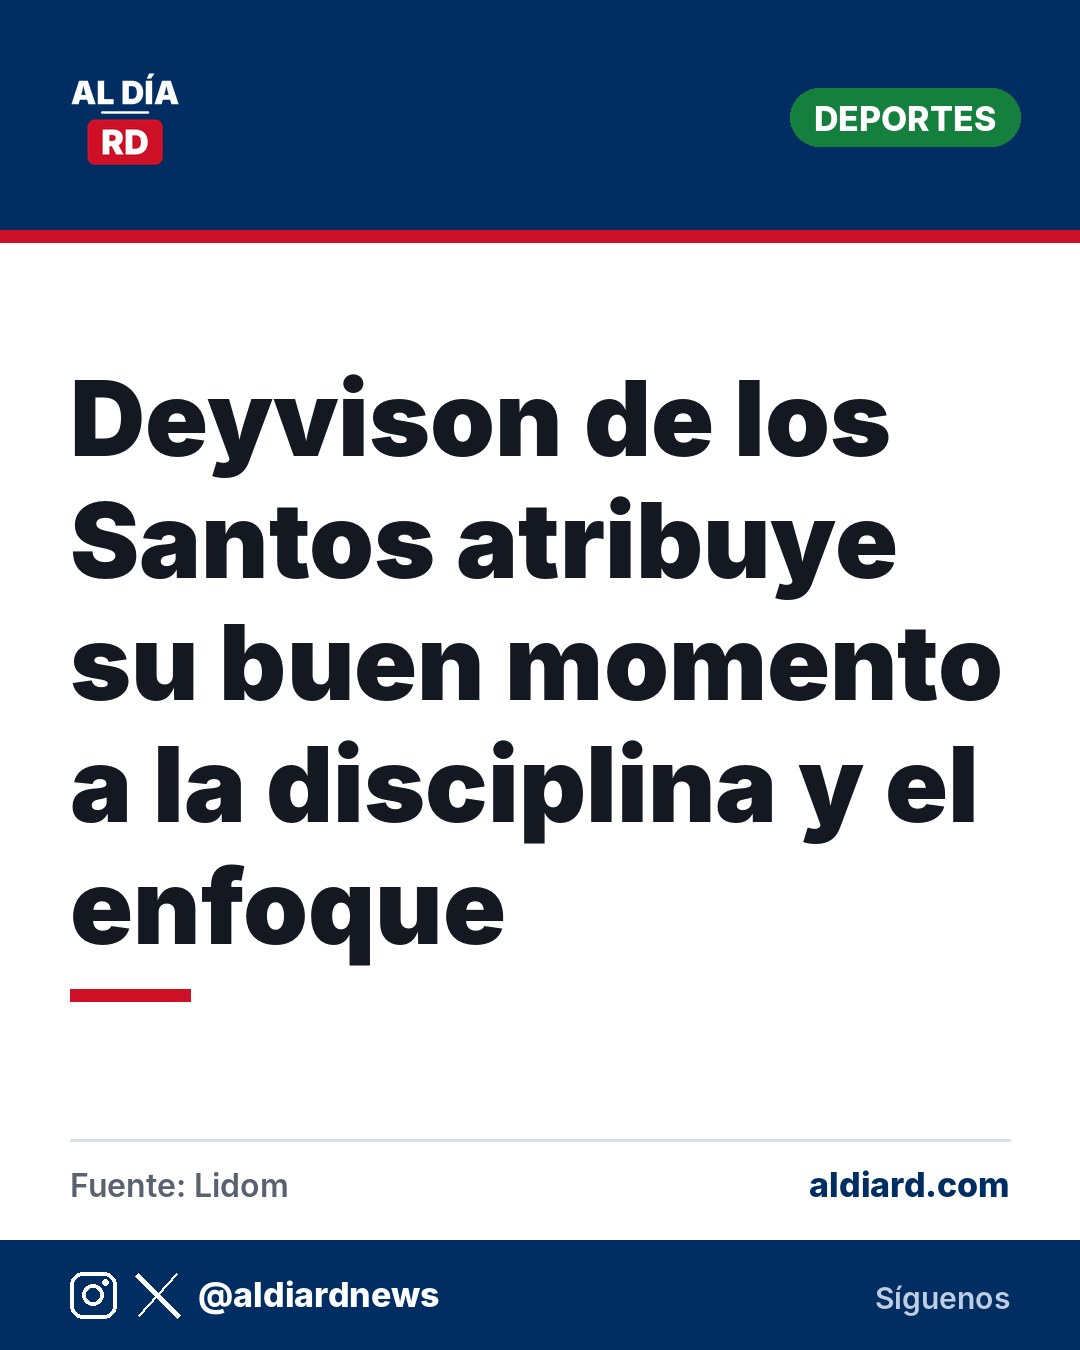 AL DÍA
RD
DEPORTES
Deyvison de los
Santos atribuye
su buen momento
a la disciplina y el
enfoque
Fuente: Lidom
aldiard.com
@aldiardnews
Síguenos